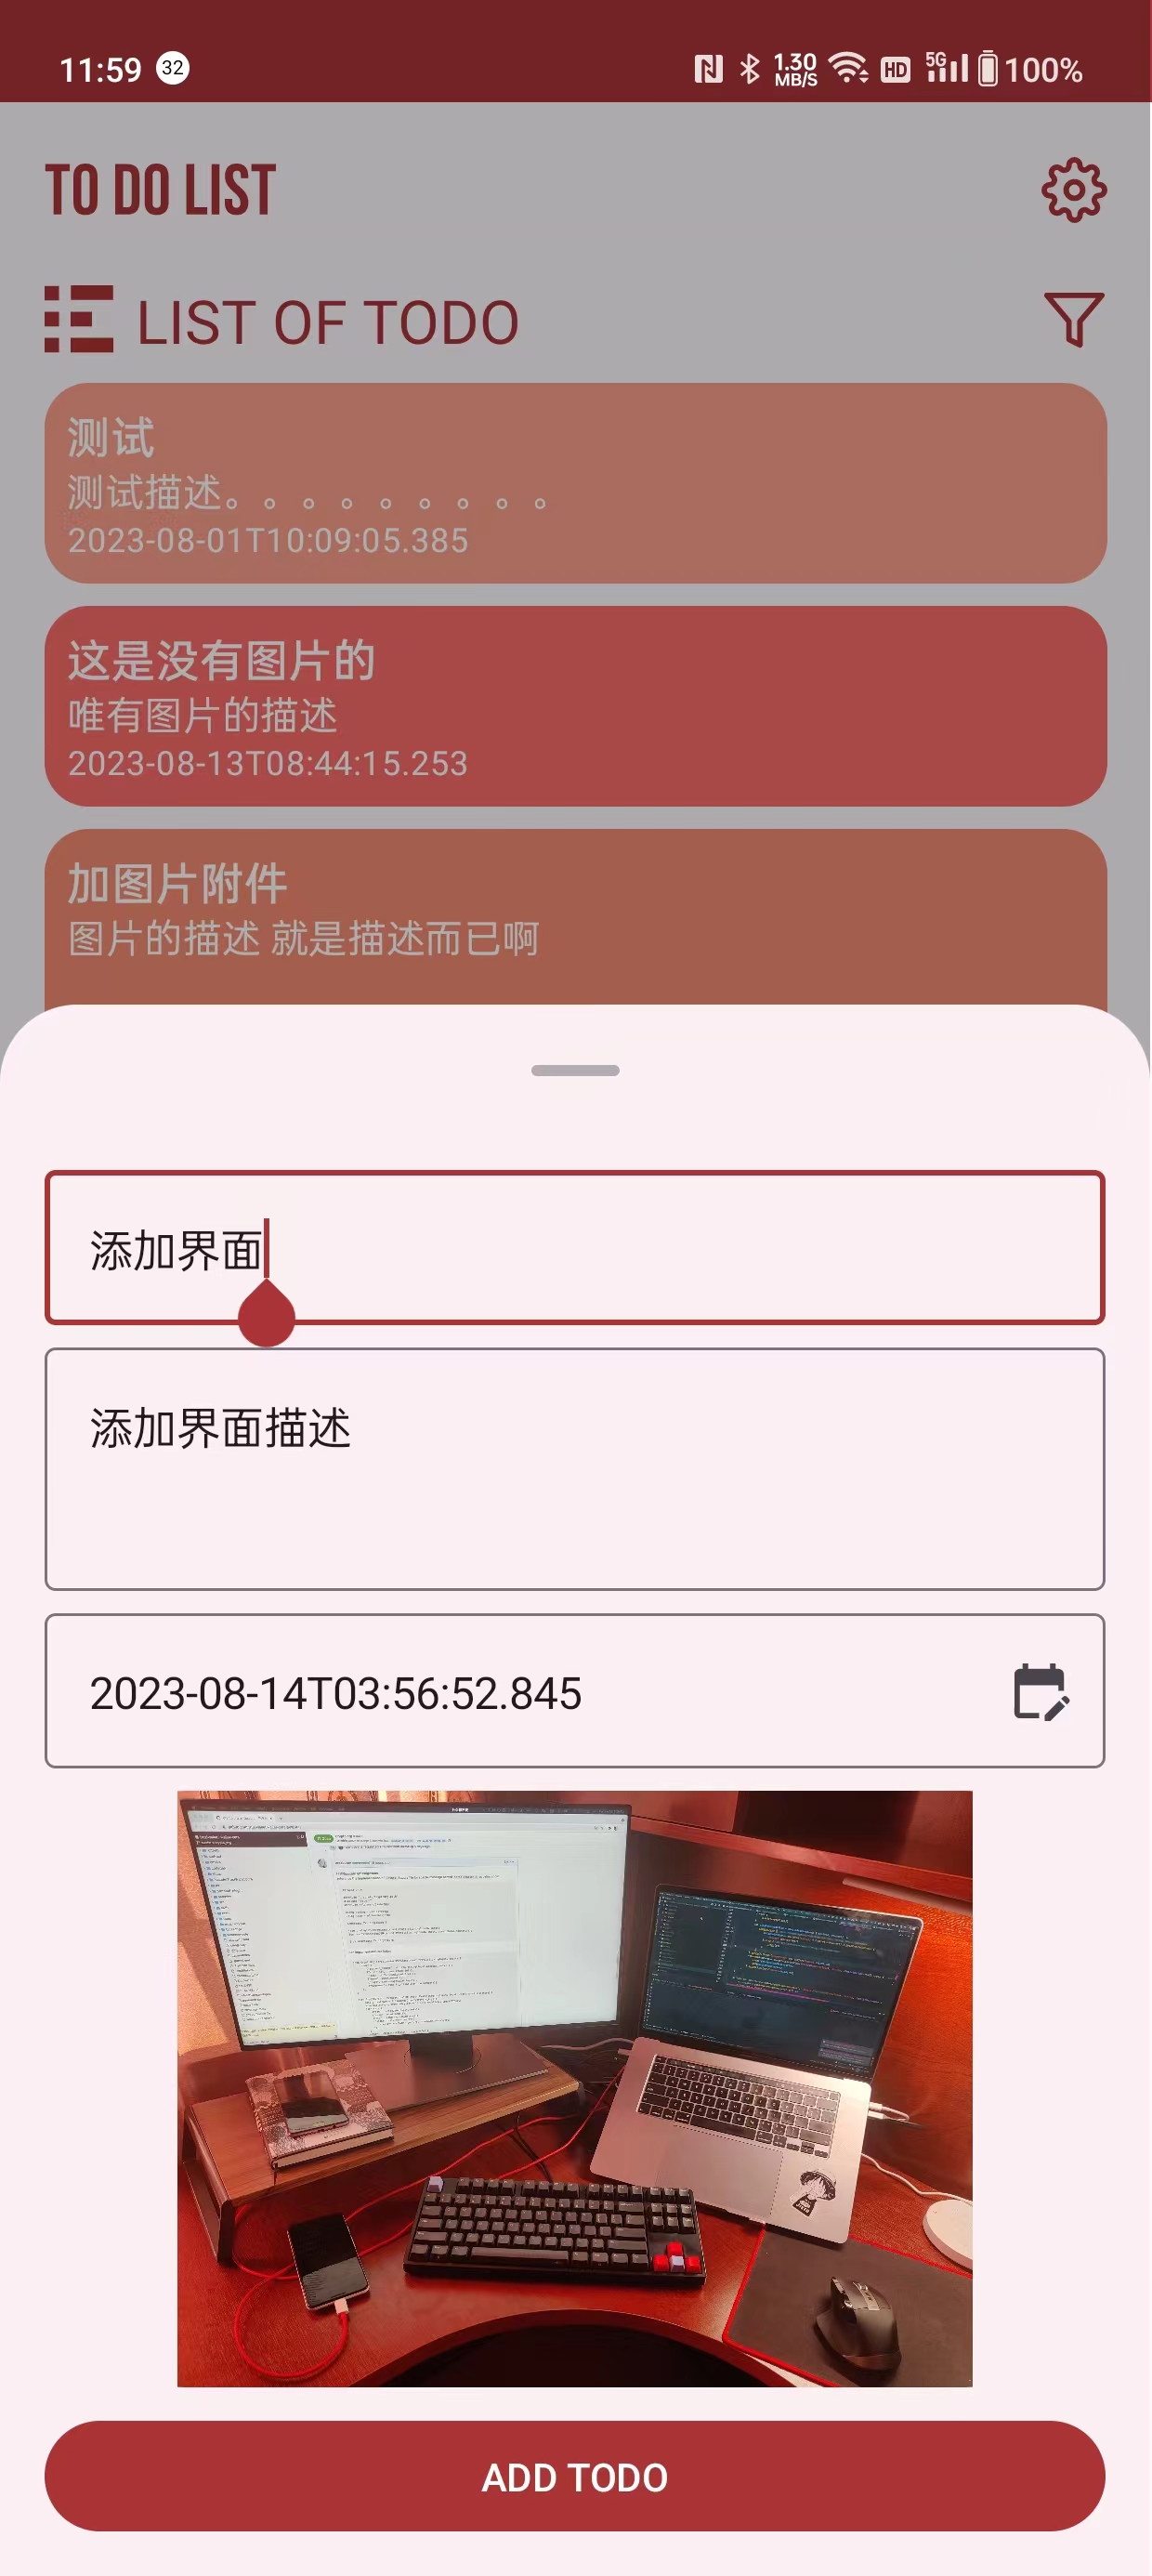 11:59 32 1.30 MB/S HD 5G 100%
TO DO LIST
LIST OF TODO
测试
测试描述。。。。。。。。。
2023-08-01T10:09:05.385
这是没有图片的
唯有图片的描述
2023-08-13T08:44:15.253
加图片附件
图片的描述 就是描述而已啊
添加界面
添加界面描述
2023-08-14T03:56:52.845
ADD TODO